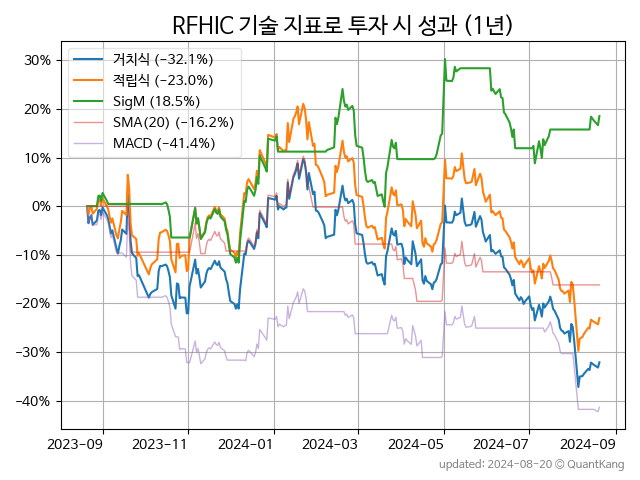 RFHIC 기술 지표로 투자 시 성과 (1년)
거치식 (−32.1%)
적립식 (−23.0%)
SigM (18.5%)
SMA(20) (−16.2%)
MACD (−41.4%)
30%
20%
10%
0%
−10%
−20%
−30%
−40%
2023-09 2023-11 2024-01 2024-03 2024-05 2024-07 2024-09
updated: 2024-08-20 © QuantKang